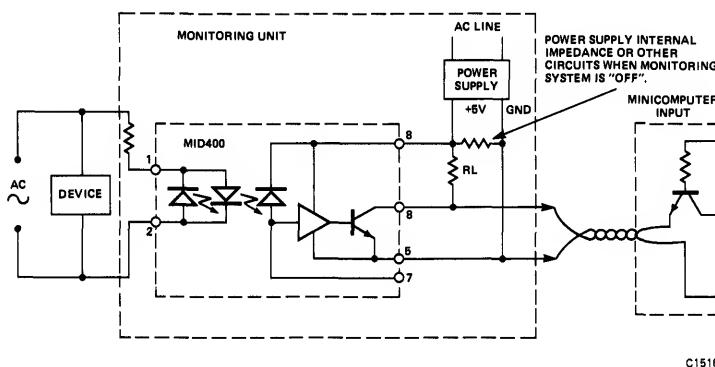 AC LINE
MONITORING UNIT
POWER SUPPLY INTERNAL
IMPEDANCE OR OTHER
CIRCUITS WHEN MONITORING
SYSTEM IS "OFF".
POWER
SUPPLY
+5V
GND
MINICOMPUTER
INPUT
MID400
8
1
RL
AC
DEVICE
8
2
5
7
C1516